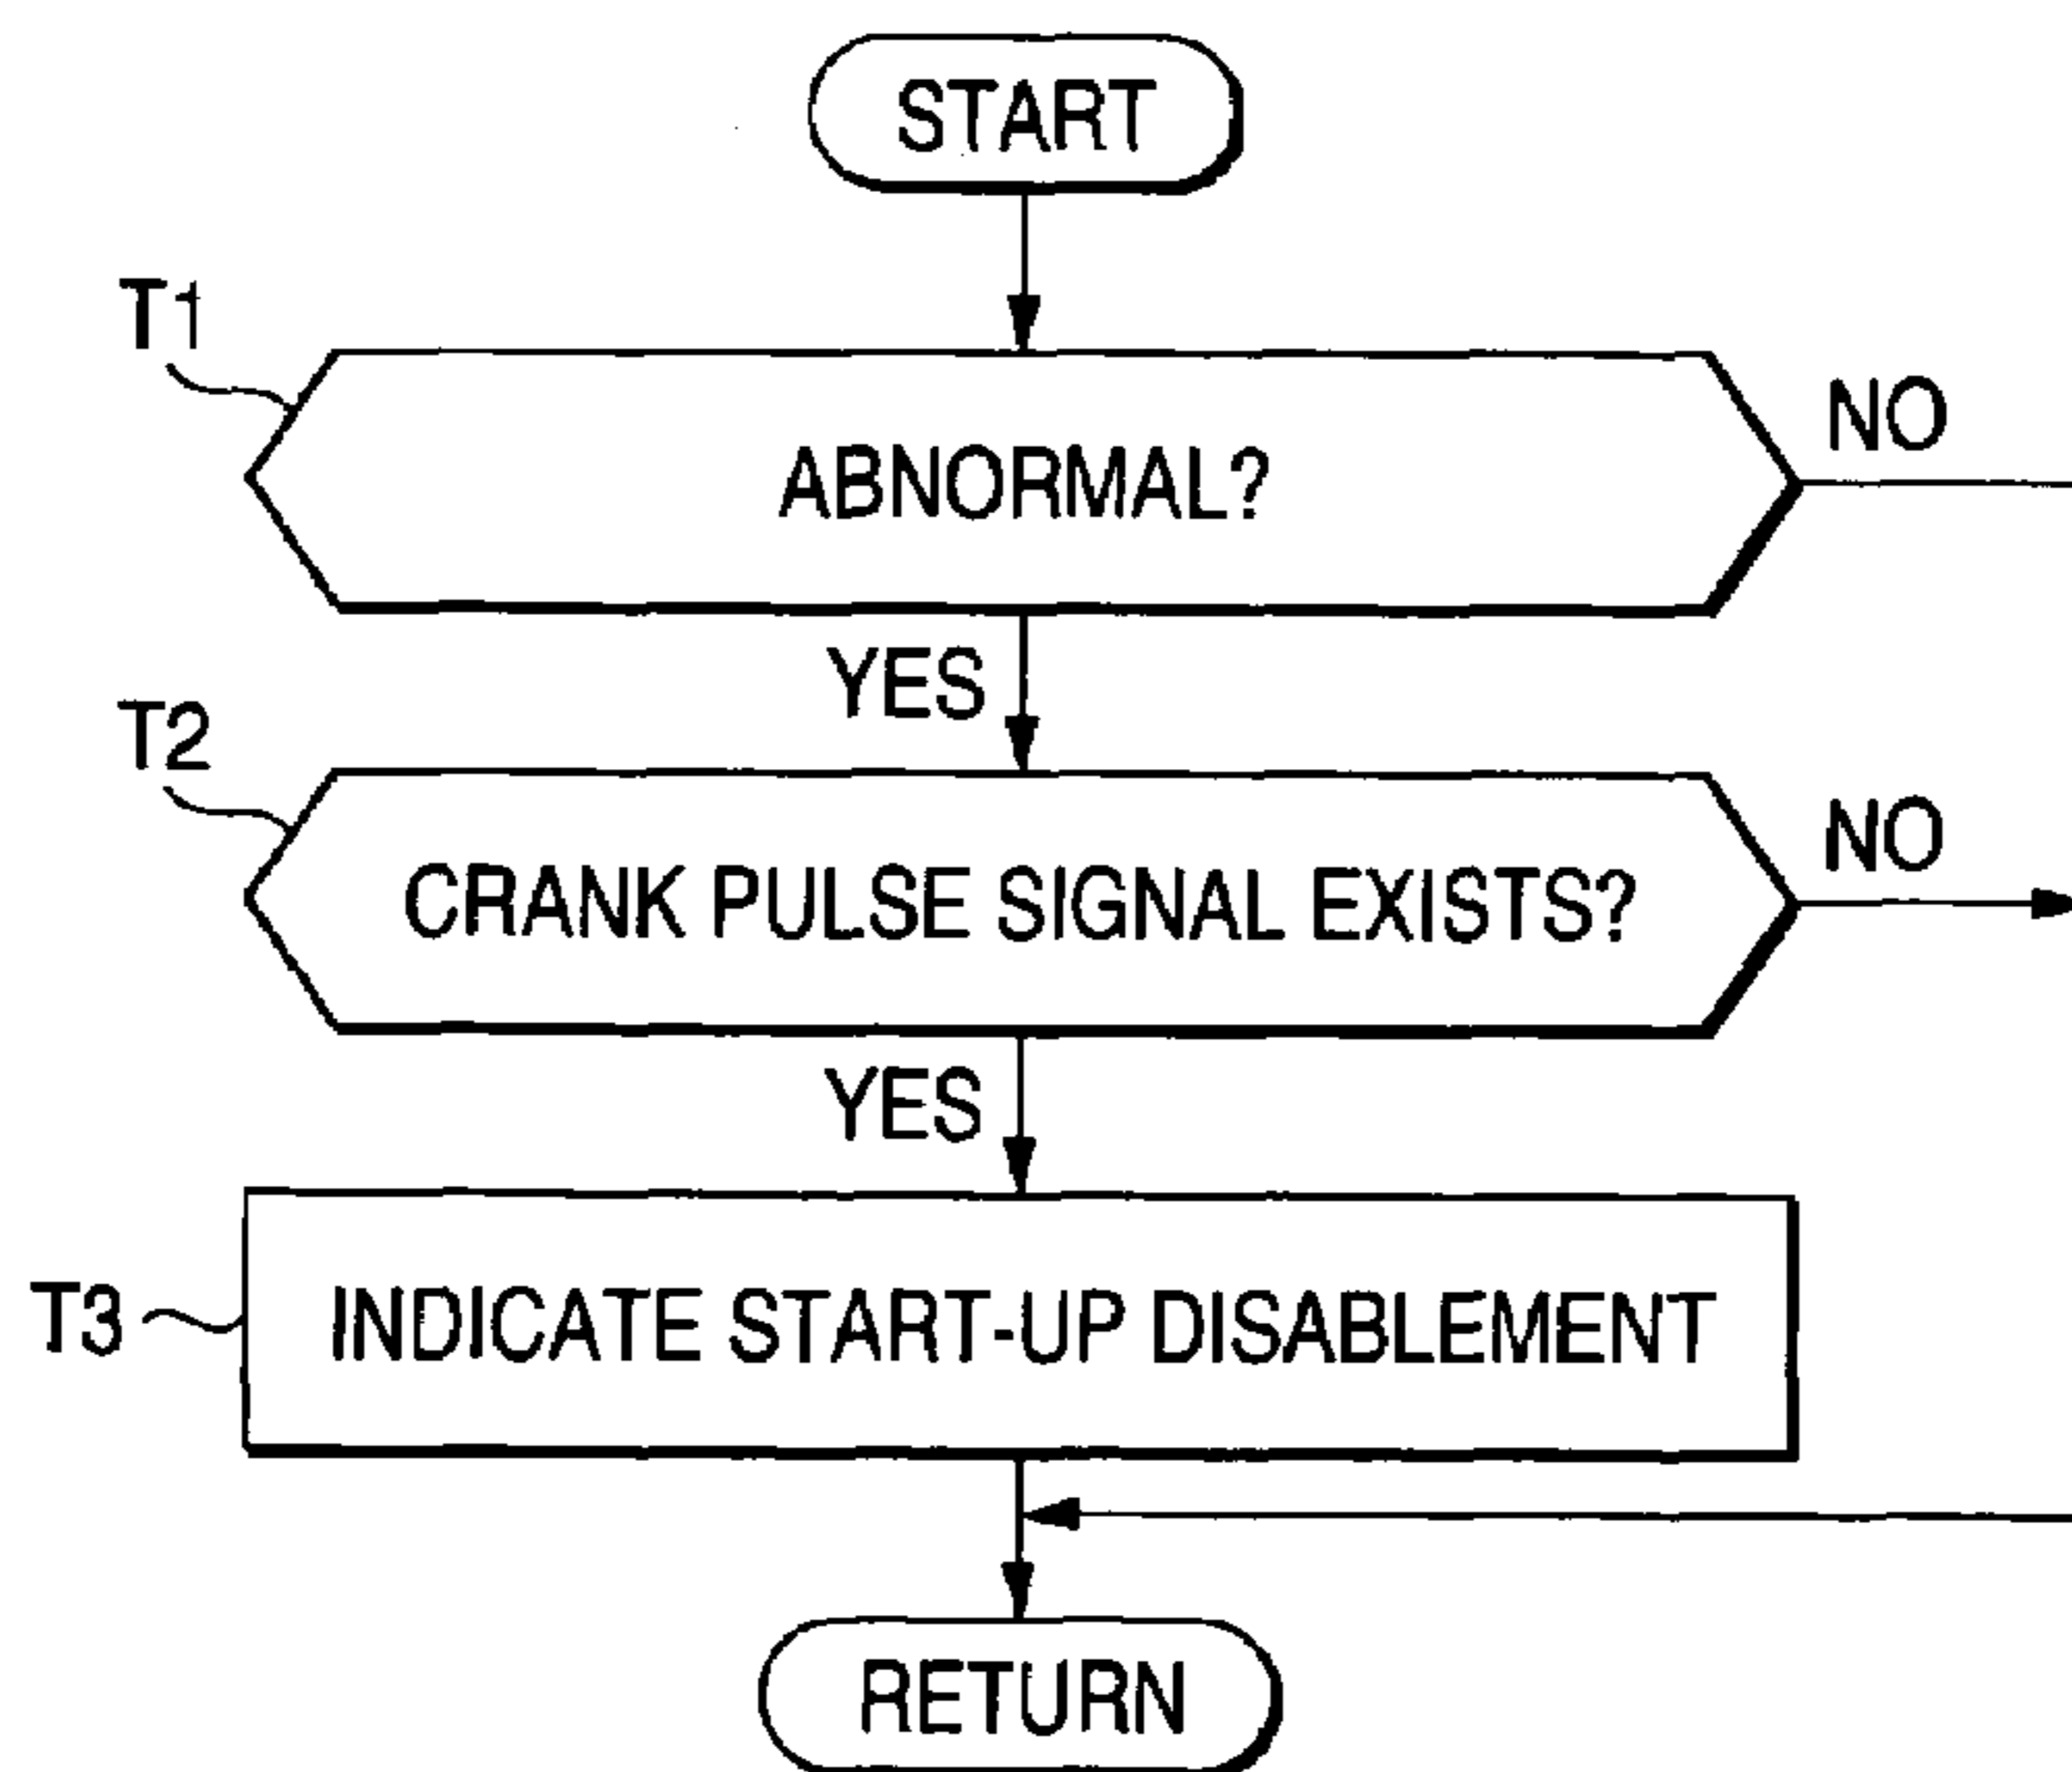 START
T1
NO
ABNORMAL?
YES
T2
NO
CRANK PULSE SIGNAL EXISTS?
YES
T3
INDICATE START-UP DISABLEMENT
RETURN